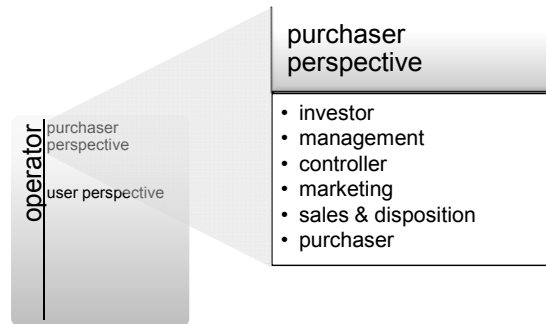 operator
purchaser
perspective
user perspective
purchaser
perspective
• investor
• management
• controller
• marketing
• sales & disposition
• purchaser